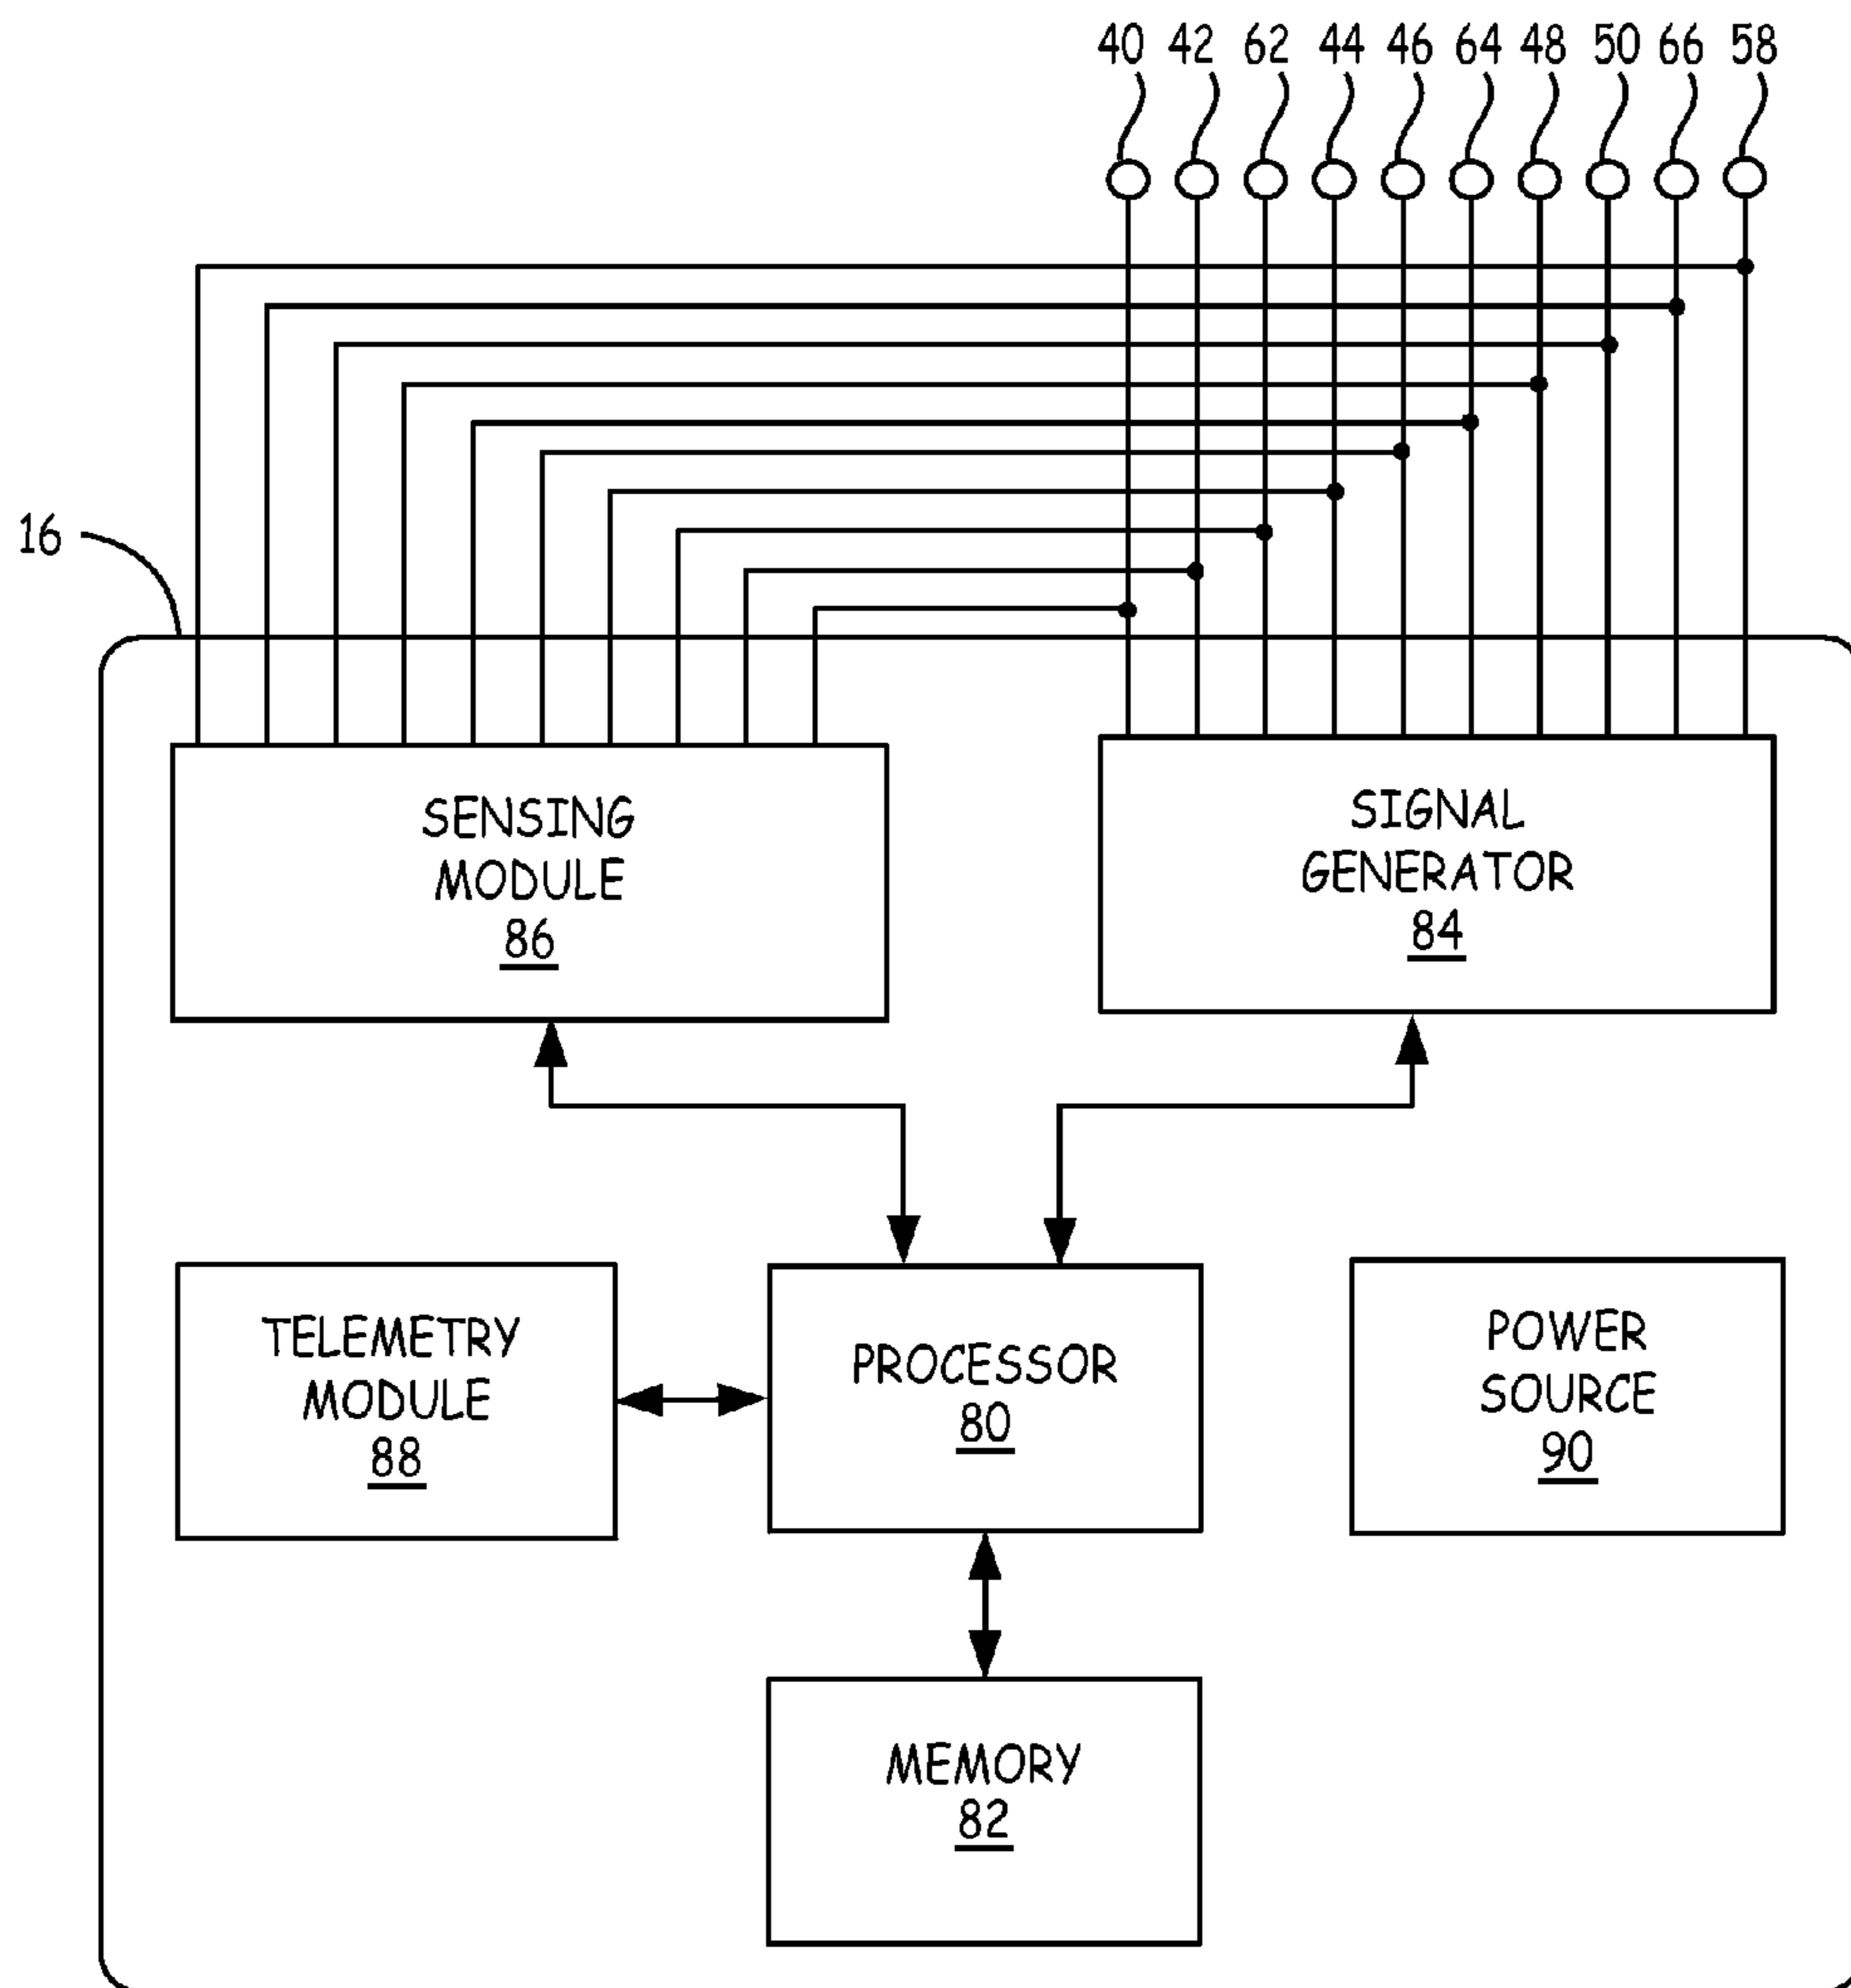 40 42 62 44 46 64 48 50 66 58
16
SENSING
MODULE
86
SIGNAL
GENERATOR
84
TELEMETRY
MODULE
88
PROCESSOR
80
POWER
SOURCE
90
MEMORY
82